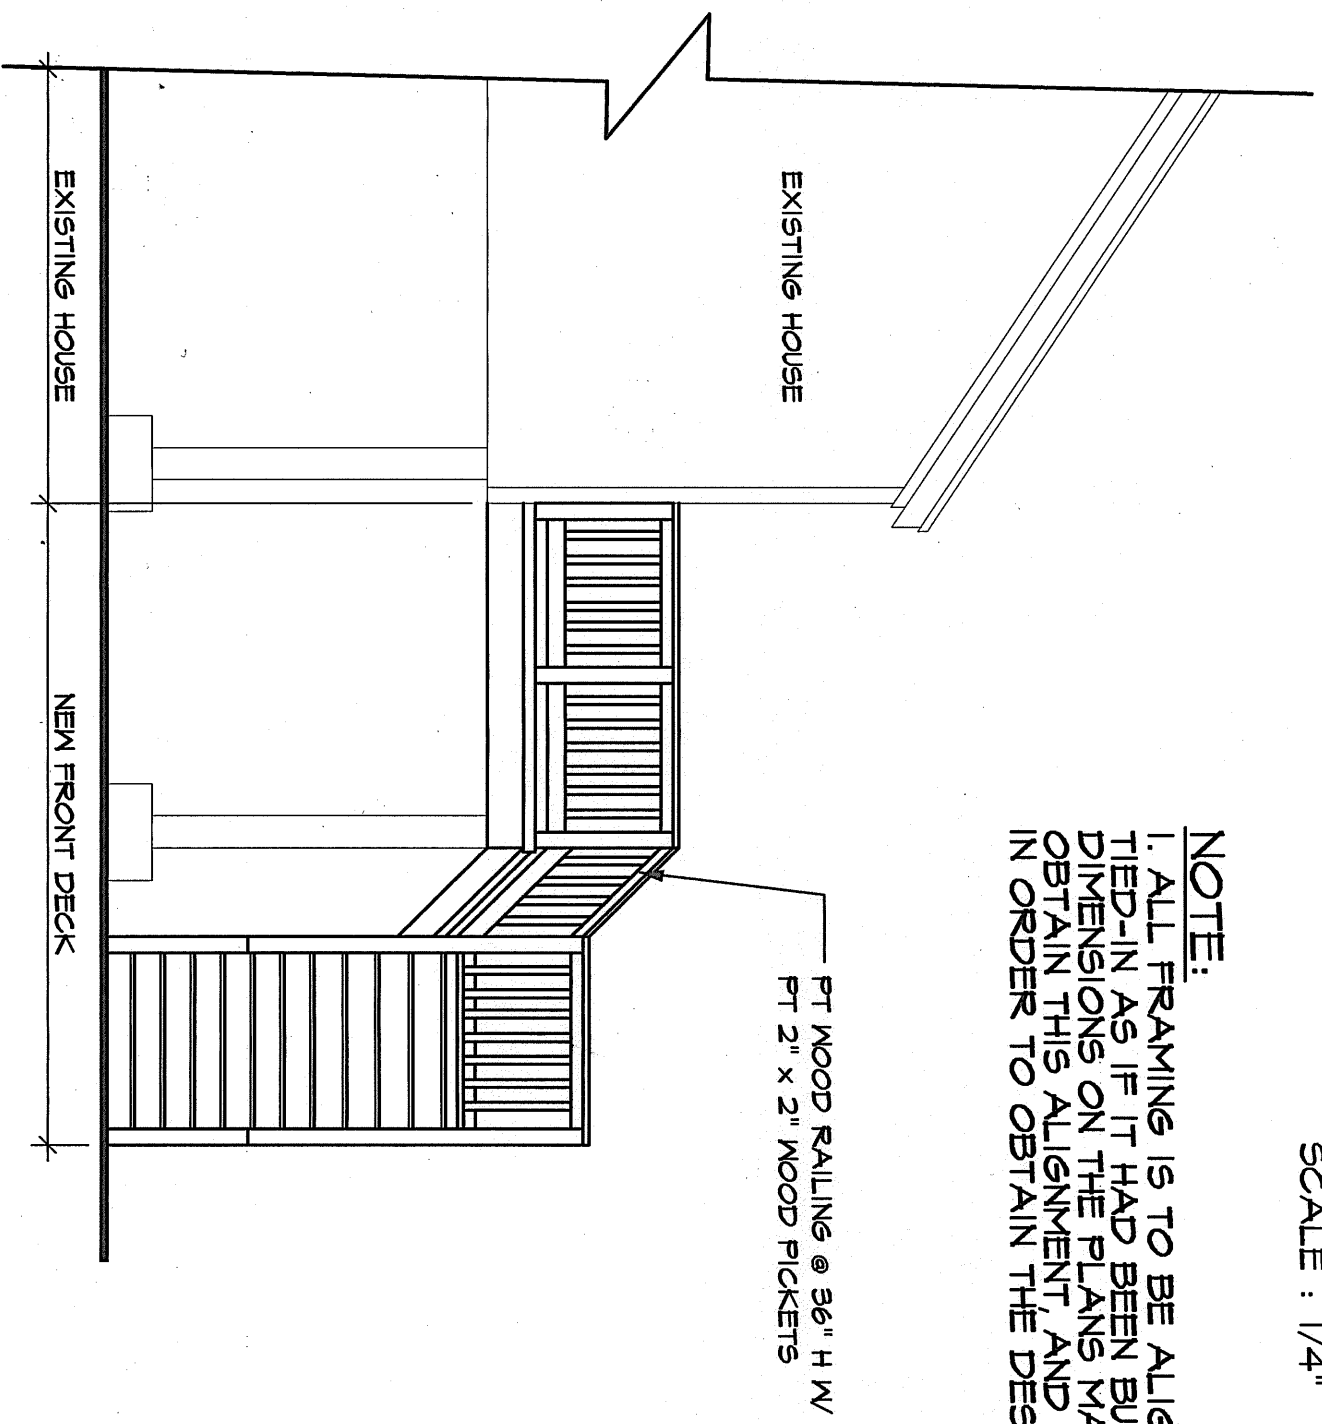 SCALE : 1/4"
NOTE:
1. ALL FRAMING IS TO BE ALIG
TIED-IN AS IF IT HAD BEEN BU
DIMENSIONS ON THE PLANS MA
OBTAIN THIS ALIGNMENT, AND
IN ORDER TO OBTAIN THE DES
EXISTING HOUSE
PT WOOD RAILING @ 36" H W/
PT 2" x 2" WOOD PICKETS
EXISTING HOUSE
NEW FRONT DECK